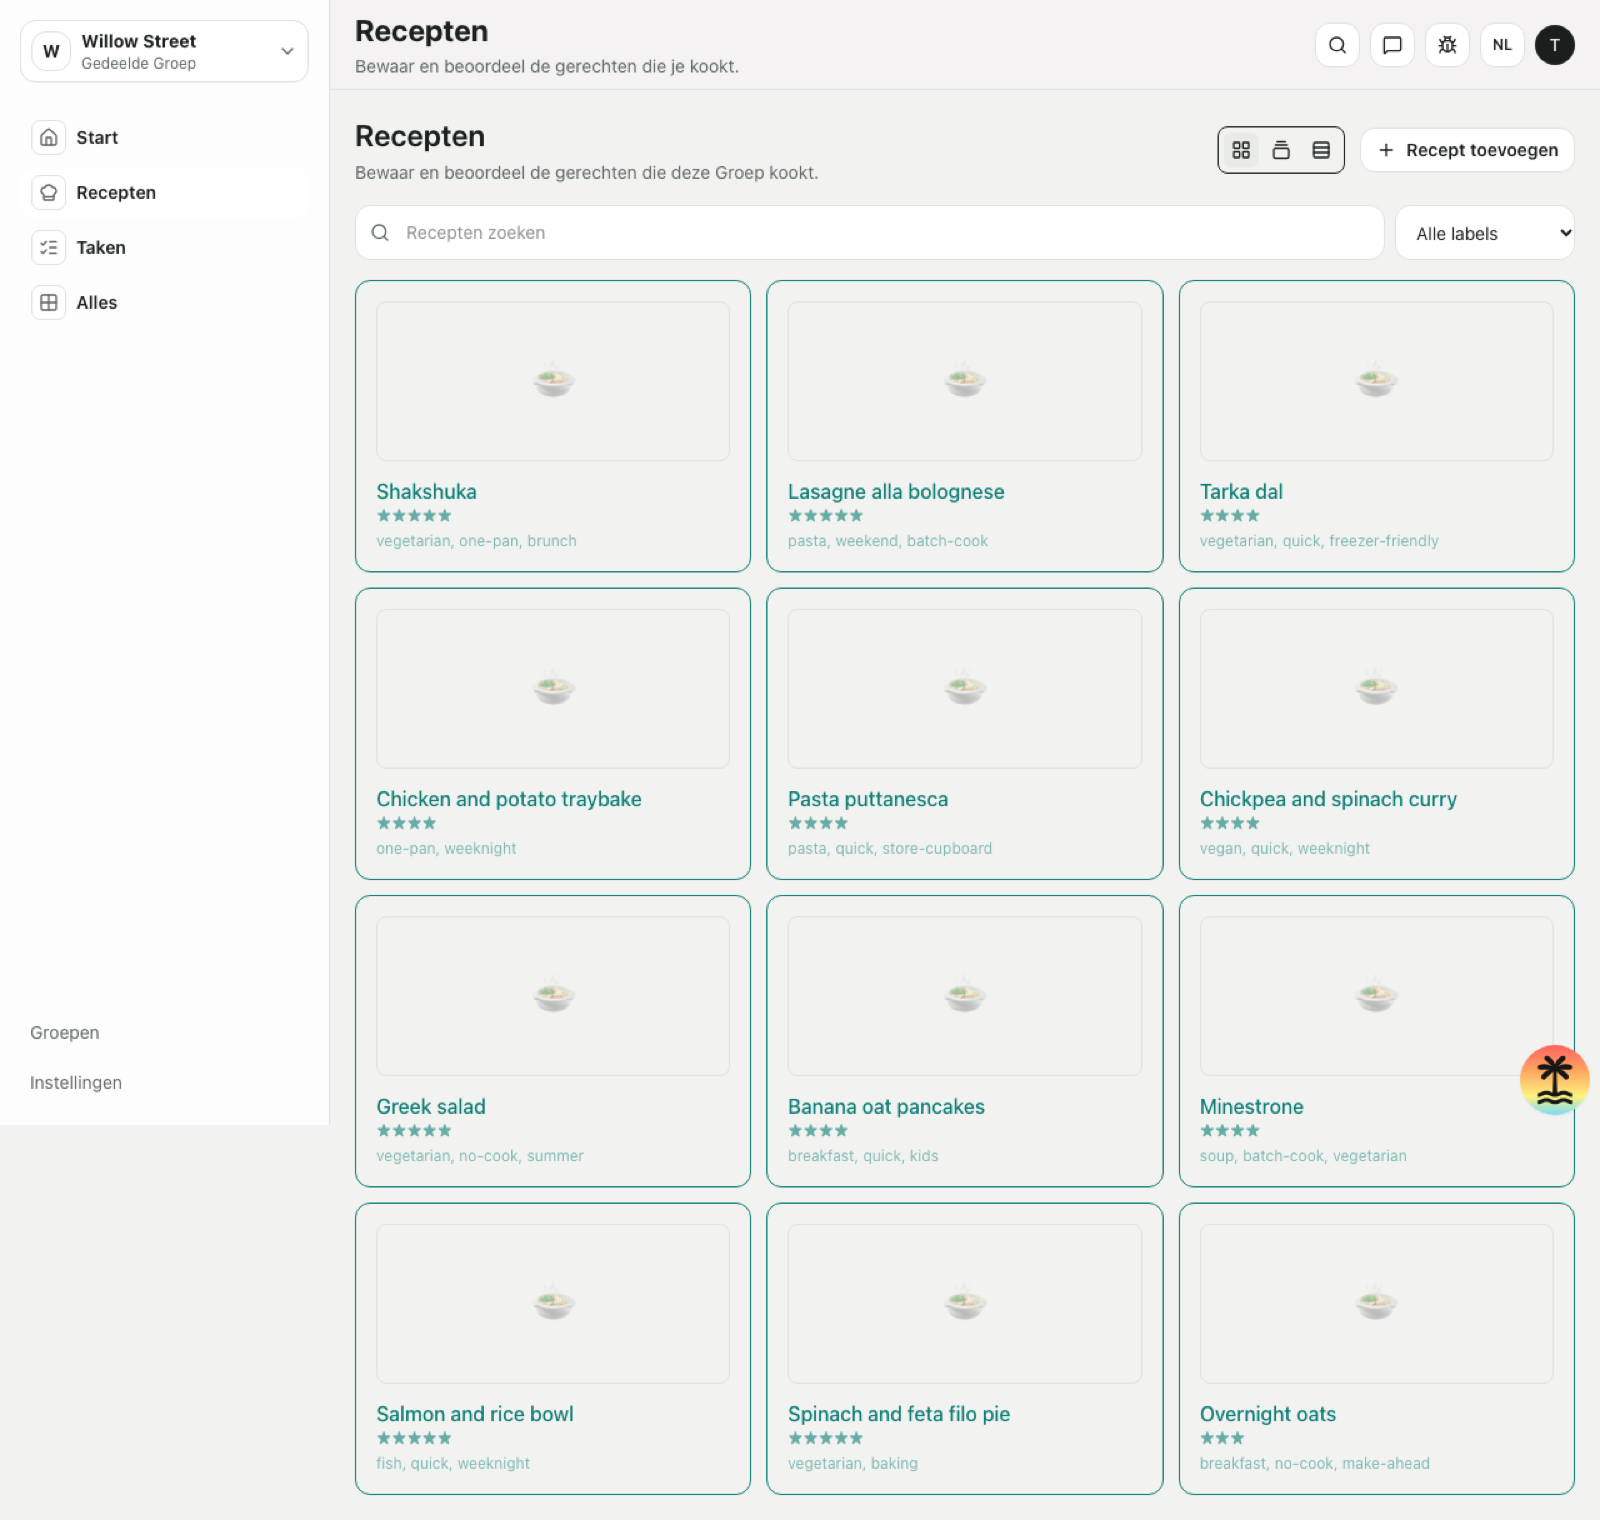 W
Willow Street
Gedeelde Groep
Start
Recepten
Taken
Alles
Groepen
Instellingen
Recepten
Bewaar en beoordeel de gerechten die je kookt.
NL
T
Recepten
Bewaar en beoordeel de gerechten die deze Groep kookt.
Recept toevoegen
Recepten zoeken
Alle labels
Shakshuka
★★★★★
vegetarian, one-pan, brunch
Lasagne alla bolognese
★★★★★
pasta, weekend, batch-cook
Tarka dal
★★★★
vegetarian, quick, freezer-friendly
Chicken and potato traybake
★★★★
one-pan, weeknight
Pasta puttanesca
★★★★
pasta, quick, store-cupboard
Chickpea and spinach curry
★★★★
vegan, quick, weeknight
Greek salad
★★★★★
vegetarian, no-cook, summer
Banana oat pancakes
★★★★
breakfast, quick, kids
Minestrone
★★★★
soup, batch-cook, vegetarian
Salmon and rice bowl
★★★★★
fish, quick, weeknight
Spinach and feta filo pie
★★★★★
vegetarian, baking
Overnight oats
★★★
breakfast, no-cook, make-ahead